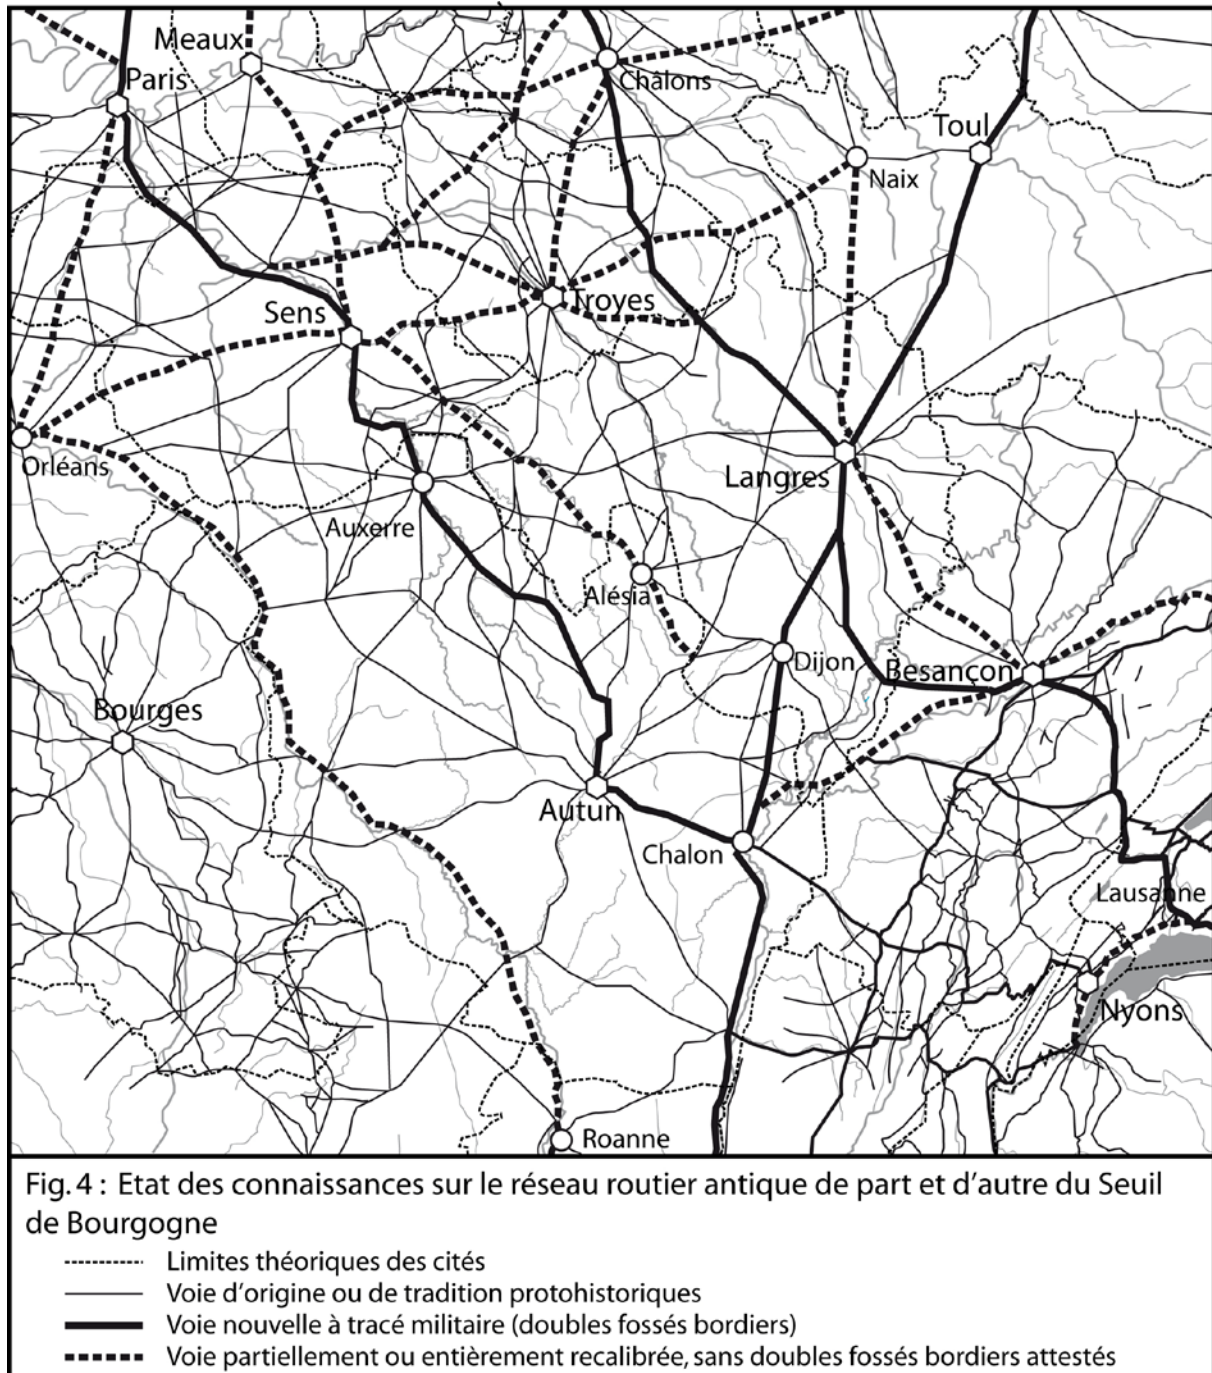 Meaux
Paris
Châlons
Toul
Naix
Sens
Troyes
Orléans
Langres
Auxerre
Alésia
Dijon
Besançon
Bourges
Autun
Chalon
Lausanne
Nyons
Roanne
Fig. 4 : Etat des connaissances sur le réseau routier antique de part et d'autre du Seuil
de Bourgogne
Limites théoriques des cités
Voie d'origine ou de tradition protohistoriques
Voie nouvelle à tracé militaire (doubles fossés bordiers)
Voie partiellement ou entièrement recalibrée, sans doubles fossés bordiers attestés